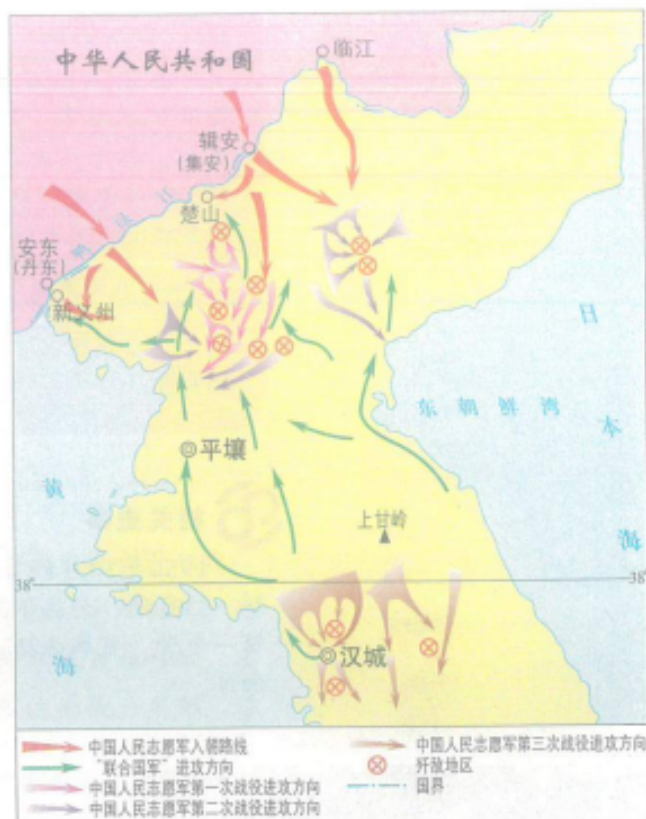 中华人民共和国
临江
辑安
(集安)
楚山
鸭绿江
安东
(丹东)
新义州
日本海
东朝鲜湾
平壤
黄海
上甘岭
38°
38°
汉城
中国人民志愿军入朝路线
“联合国军”进攻方向
中国人民志愿军第一次战役进攻方向
中国人民志愿军第二次战役进攻方向
中国人民志愿军第三次战役进攻方向
歼敌地区
国界